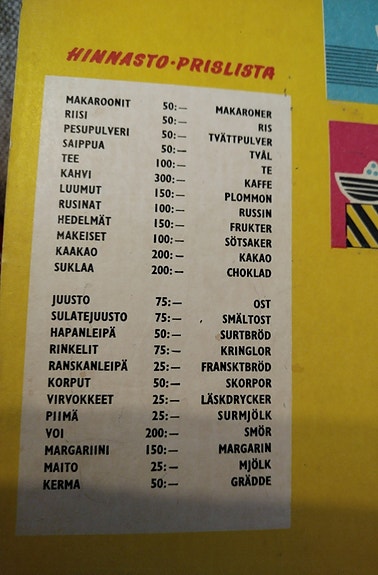 HINNASTO·PRISLISTA
MAKAROONIT 50:— MAKARONER
RIISI 50:— RIS
PESUPULVERI 50:— TVÄTTPULVER
SAIPPUA 50:— TVÅL
TEE 100:— TE
KAHVI 300:— KAFFE
LUUMUT 150:— PLOMMON
RUSINAT 100:— RUSSIN
HEDELMÄT 150:— FRUKTER
MAKEISET 100:— SÖTSAKER
KAAKAO 200:— KAKAO
SUKLAA 200:— CHOKLAD
JUUSTO 75:— OST
SULATEJUUSTO 75:— SMÄLTOST
HAPANLEIPÄ 50:— SURTBRÖD
RINKELIT 75:— KRINGLOR
RANSKANLEIPÄ 25:— FRANSKTBRÖD
KORPUT 50:— SKORPOR
VIRVOKKEET 25:— LÄSKDRYCKER
PIIMÄ 25:— SURMJÖLK
VOI 200:— SMÖR
MARGARIINI 150:— MARGARIN
MAITO 25:— MJÖLK
KERMA 50:— GRÄDDE